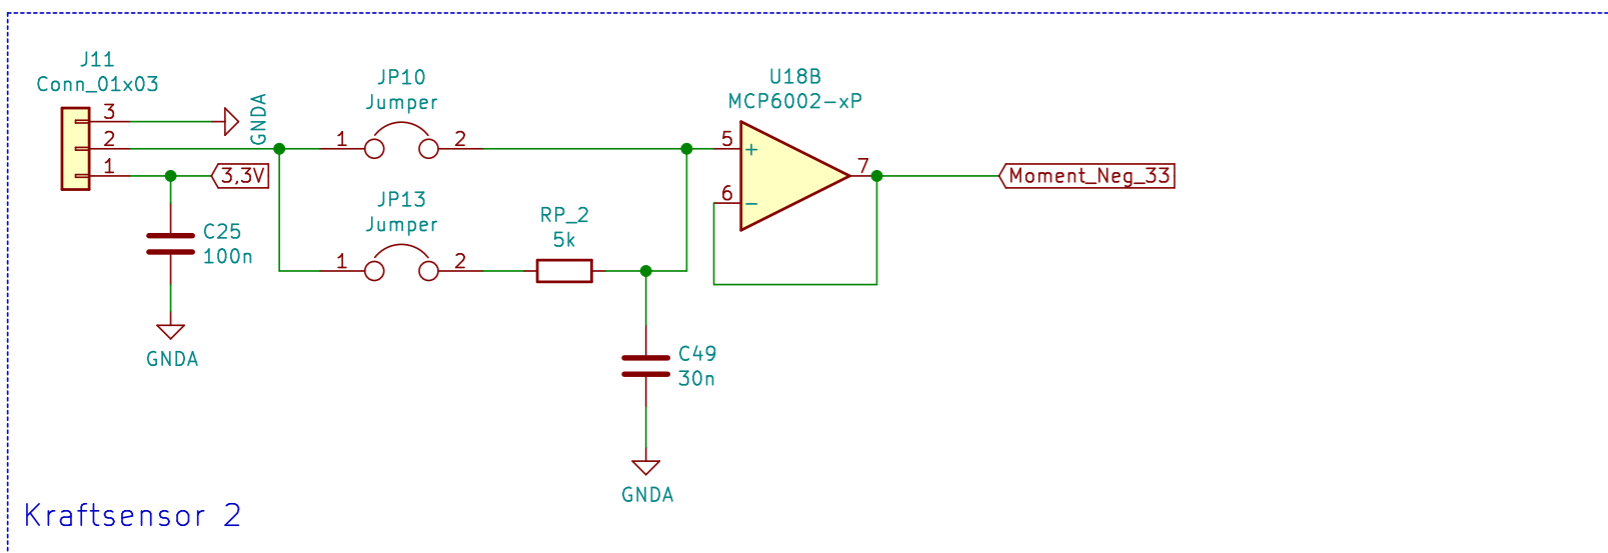 J11
Conn_01x03
3
2
1
GNDA
3,3V
C25
100n
GNDA
JP10
Jumper
1
2
JP13
Jumper
1
2
RP_2
5k
C49
30n
GNDA
U18B
MCP6002-xP
5
+
6
-
7
Moment_Neg_33
Kraftsensor 2